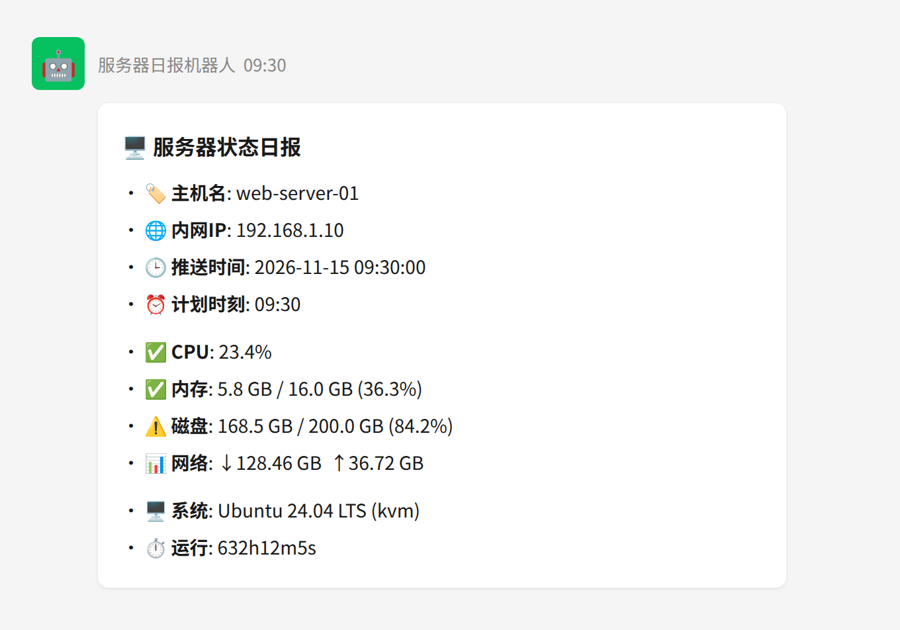 服务器日报机器人 09:30
🖥️ 服务器状态日报
• 🏷️ 主机名: web-server-01
• 🌐 内网IP: 192.168.1.10
• 🕒 推送时间: 2026-11-15 09:30:00
• ⏰ 计划时刻: 09:30
• ✅ CPU: 23.4%
• ✅ 内存: 5.8 GB / 16.0 GB (36.3%)
• ⚠️ 磁盘: 168.5 GB / 200.0 GB (84.2%)
• 📊 网络: ↓128.46 GB ↑36.72 GB
• 🖥️ 系统: Ubuntu 24.04 LTS (kvm)
• ⏱️ 运行: 632h12m5s